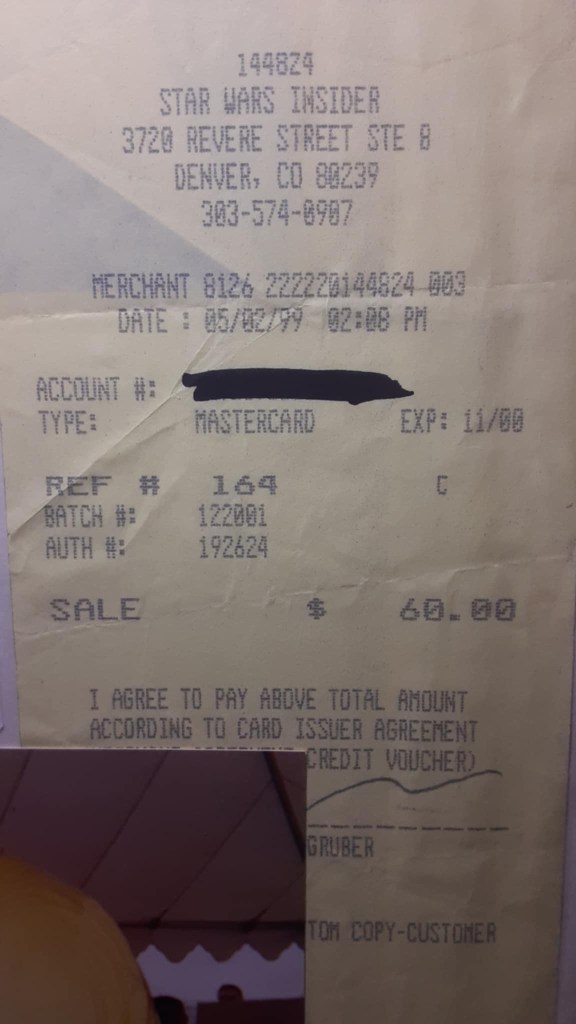 144824
STAR WARS INSIDER
3720 REVERE STREET STE B
DENVER, CO 80239
303-574-0907
MERCHANT 8126 222220144824 003
DATE : 05/02/99 02:08 PM
ACCOUNT #:
TYPE: MASTERCARD EXP: 11/00
REF # 164 C
BATCH #: 122001
AUTH #: 192624
SALE $ 60.00
I AGREE TO PAY ABOVE TOTAL AMOUNT
ACCORDING TO CARD ISSUER AGREEMENT
CREDIT VOUCHER)
GRUBER
TOM COPY-CUSTOMER